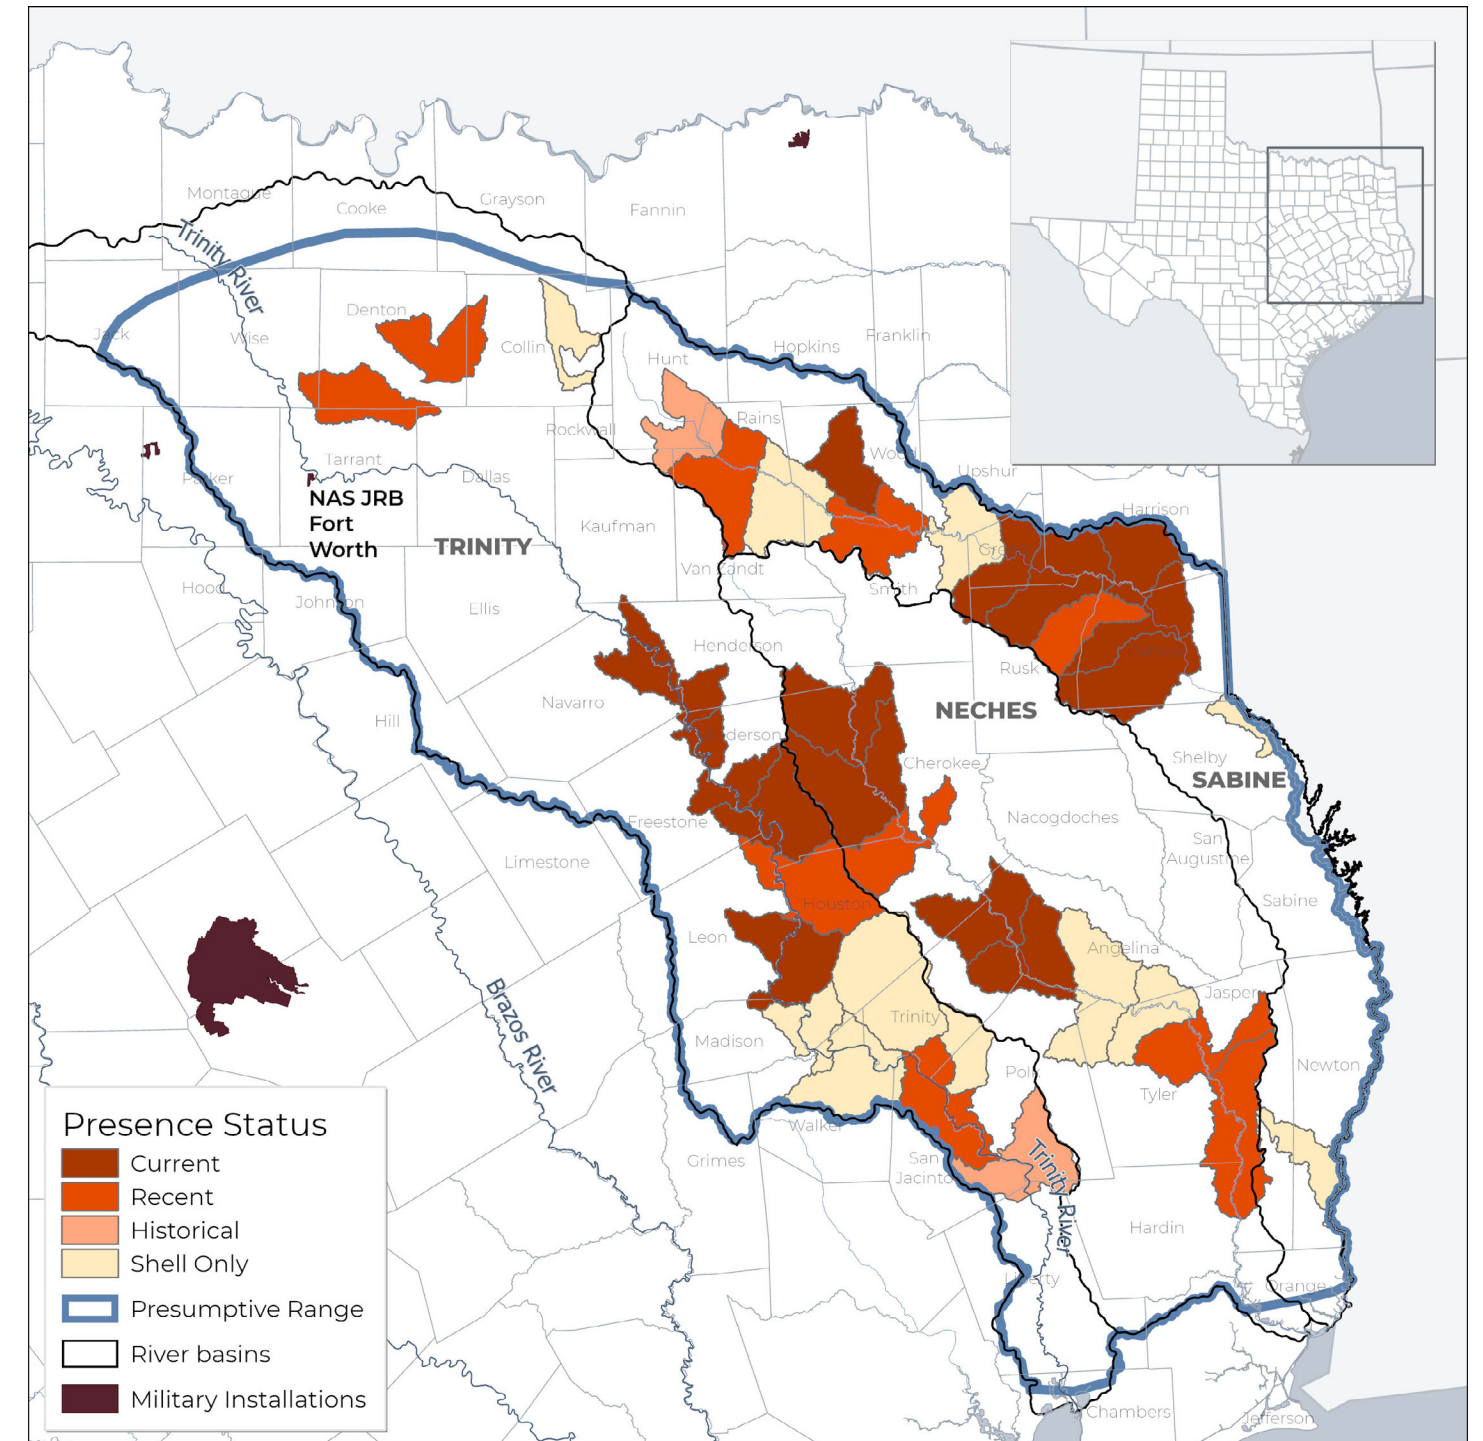 Montague
Cooke
Grayson
Fannin
Trinity River
Jack
Wise
Denton
Collin
Hunt
Hopkins
Franklin
Rockwall
Rains
Wood
Upshur
Parker
Tarrant
Dallas
Kaufman
Harrison
NAS JRB
Fort
Worth
TRINITY
Van Zandt
Smith
Hood
Johnson
Ellis
Henderson
Rusk
Navarro
NECHES
Hill
derson
Cherokee
Shelby
SABINE
Freestone
Nacogdoches
Limestone
San
Augustine
Houston
Sabine
Leon
Angelina
Jasper
Brazos River
Trinity
Madison
Polk
Newton
Tyler
Walker
Grimes
San
Jacinto
Trinity
River
Hardin
Liberty
Orange
Chambers
Jefferson
Presence Status
Current
Recent
Historical
Shell Only
Presumptive Range
River basins
Military Installations